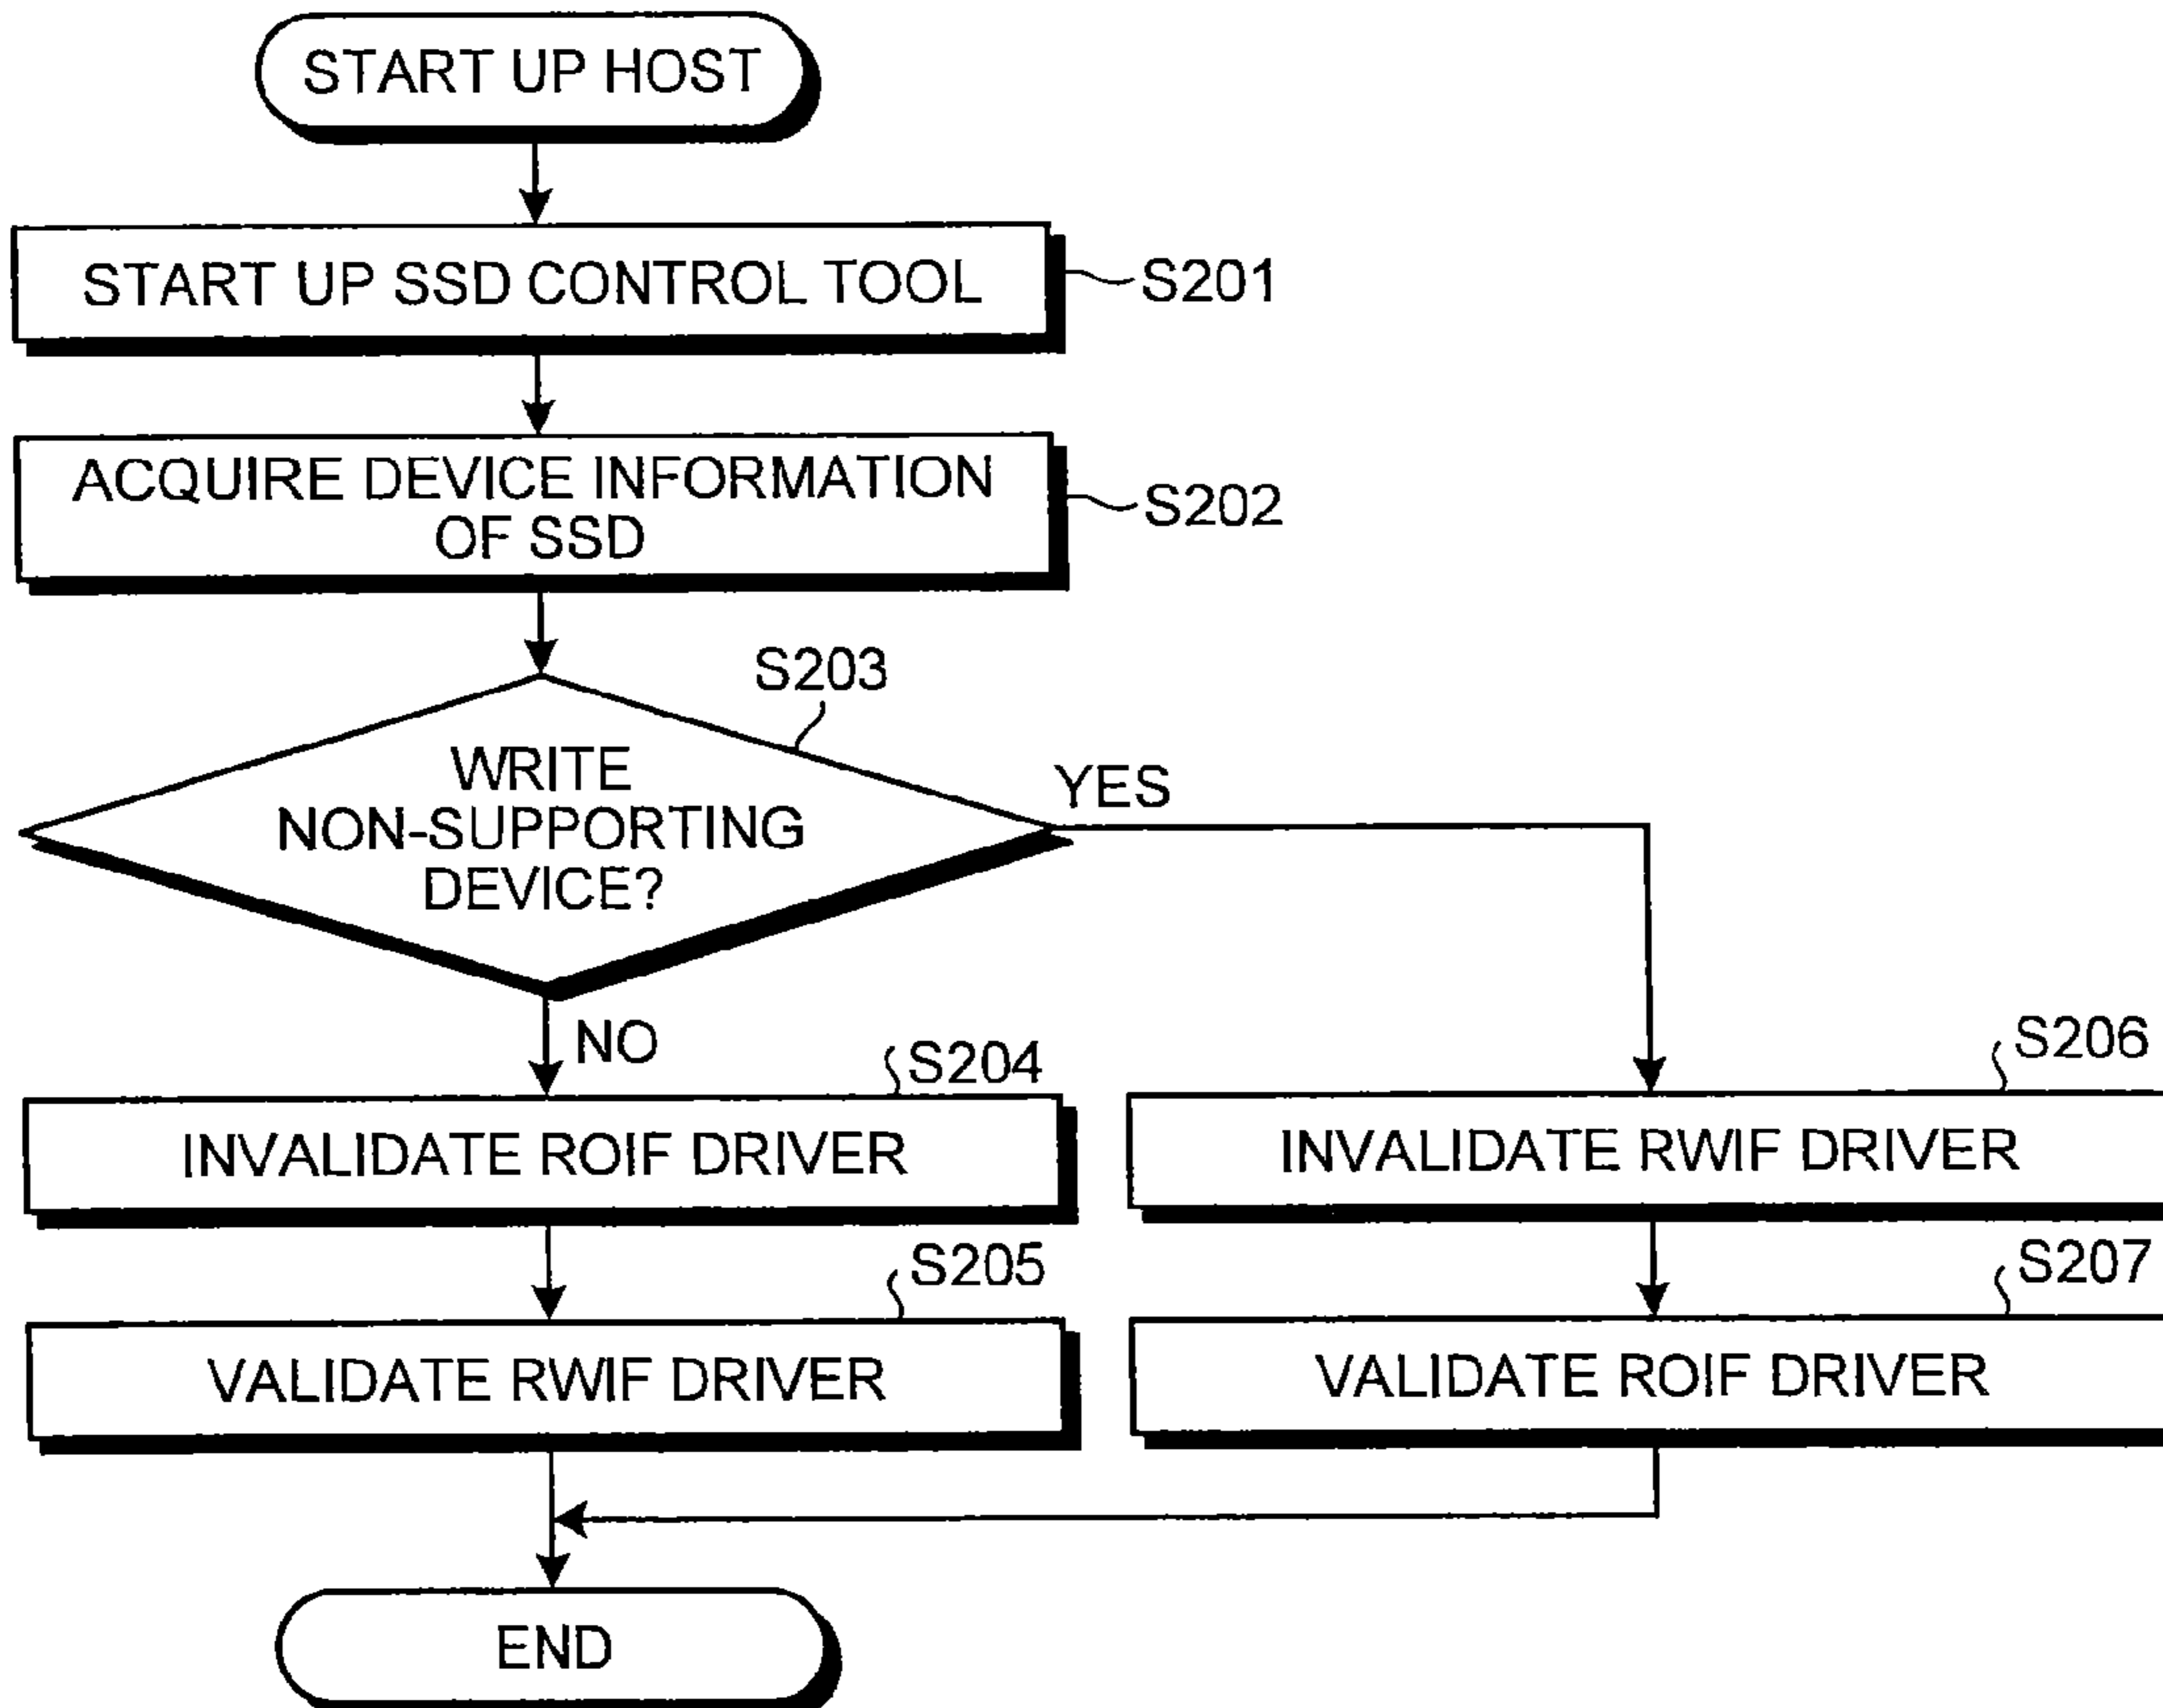 START UP HOST
START UP SSD CONTROL TOOL
S201
ACQUIRE DEVICE INFORMATION
OF SSD
S202
S203
WRITE
NON-SUPPORTING
DEVICE?
YES
NO
S204
INVALIDATE ROIF DRIVER
S206
INVALIDATE RWIF DRIVER
S205
VALIDATE RWIF DRIVER
S207
VALIDATE ROIF DRIVER
END